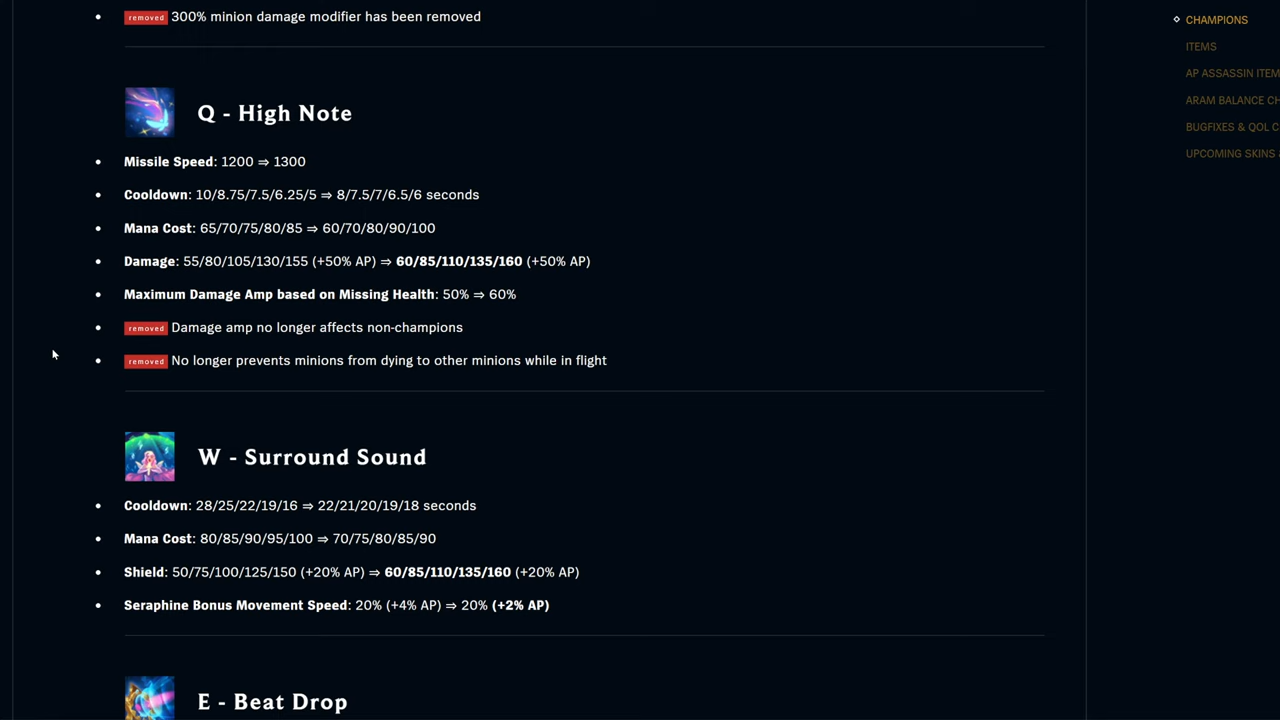 removed 300% minion damage modifier has been removed
Q - High Note
Missile Speed: 1200 ⇒ 1300
Cooldown: 10/8.75/7.5/6.25/5 ⇒ 8/7.5/7/6.5/6 seconds
Mana Cost: 65/70/75/80/85 ⇒ 60/70/80/90/100
Damage: 55/80/105/130/155 (+50% AP) ⇒ 60/85/110/135/160 (+50% AP)
Maximum Damage Amp based on Missing Health: 50% ⇒ 60%
removed Damage amp no longer affects non-champions
removed No longer prevents minions from dying to other minions while in flight
W - Surround Sound
Cooldown: 28/25/22/19/16 ⇒ 22/21/20/19/18 seconds
Mana Cost: 80/85/90/95/100 ⇒ 70/75/80/85/90
Shield: 50/75/100/125/150 (+20% AP) ⇒ 60/85/110/135/160 (+20% AP)
Seraphine Bonus Movement Speed: 20% (+4% AP) ⇒ 20% (+2% AP)
E - Beat Drop
CHAMPIONS
ITEMS
AP ASSASSIN ITEM
ARAM BALANCE CH
BUGFIXES & QOL C
UPCOMING SKINS